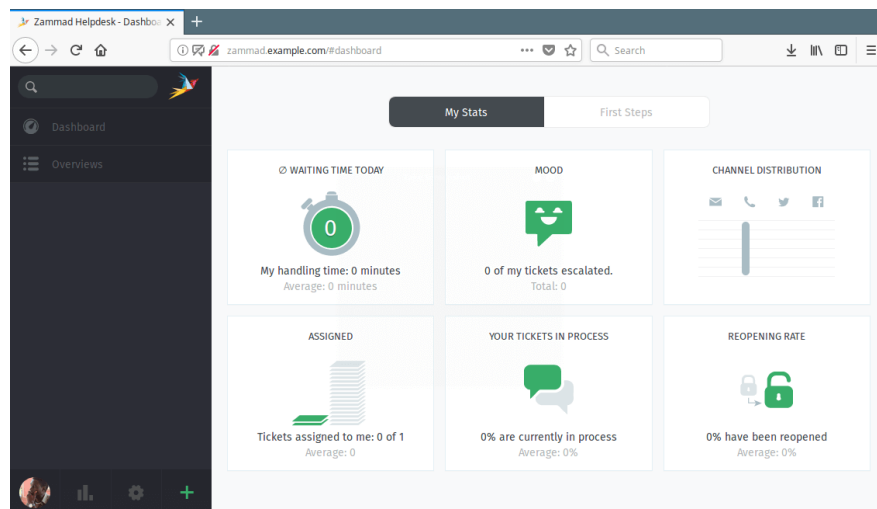 Zammad Helpdesk - Dashboa
zammad.example.com/#dashboard
Search
Dashboard
Overviews
My Stats
First Steps
∅ WAITING TIME TODAY
0
My handling time: 0 minutes
Average: 0 minutes
MOOD
0 of my tickets escalated.
Total: 0
CHANNEL DISTRIBUTION
ASSIGNED
Tickets assigned to me: 0 of 1
Average: 0
YOUR TICKETS IN PROCESS
0% are currently in process
Average: 0%
REOPENING RATE
0% have been reopened
Average: 0%